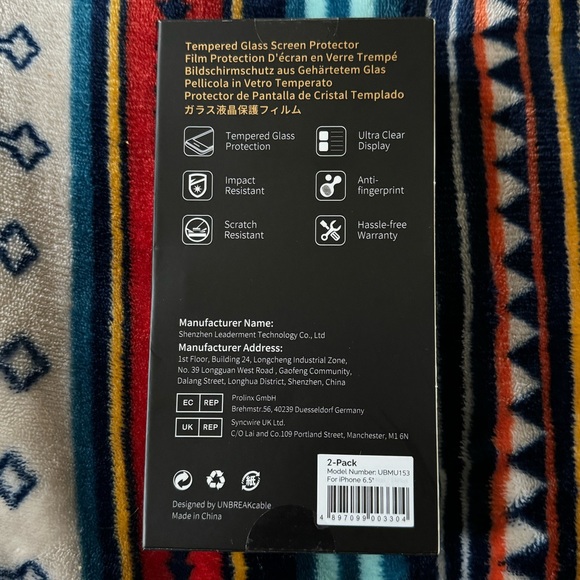 Tempered Glass Screen Protector
Film Protection D'écran en Verre Trempé
Bildschirmschutz aus Gehärtetem Glas
Pellicola in Vetro Temperato
Protector de Pantalla de Cristal Templado
ガラス液晶保護フィルム
Tempered Glass
Protection
Ultra Clear
Display
Impact
Resistant
Anti-
fingerprint
Scratch
Resistant
Hassle-free
Warranty
Manufacturer Name:
Shenzhen Leaderment Technology Co., Ltd
Manufacturer Address:
1st Floor, Building 24, Longcheng Industrial Zone,
No. 39 Longguan West Road , Gaofeng Community,
Dalang Street, Longhua District, Shenzhen, China
EC REP
Prolinx GmbH
Brehmstr.56, 40239 Duesseldorf Germany
UK REP
Syncwire UK Ltd.
C/O Lai and Co.109 Portland Street, Manchester, M1 6N
紙
Designed by UNBREAKcable
Made in China
2-Pack
Model Number: UBMU153
For iPhone 6.5"
4 897099 003304